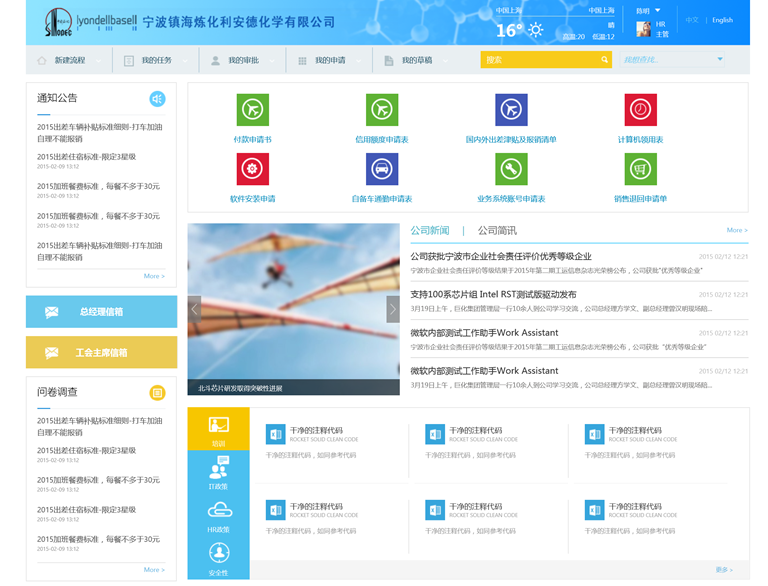 SINODEC
lyondellbasell
宁波镇海炼化利安德化学有限公司
中国上海
中国上海
16°
晴
高温:20 低温:12
陈明
HR
主管
中文 | English
新建流程
我的任务
我的审批
我的申请
我的草稿
搜索
我想查找...
通知公告
2015出差车辆补贴标准细则-打车加油
自理不能报销
2015出差住宿标准-限定3星级
2015-02-09 13:12
2015加班餐费标准，每餐不多于30元
2015-02-09 13:12
2015加班餐费标准，每餐不多于30元
2015-02-09 13:12
2015出差车辆补贴标准细则-打车加油
自理不能报销
More >
总经理信箱
工会主席信箱
问卷调查
2015出差车辆补贴标准细则-打车加油
自理不能报销
2015出差住宿标准-限定3星级
2015-02-09 13:12
2015加班餐费标准，每餐不多于30元
2015-02-09 13:12
2015出差住宿标准-限定3星级
2015-02-09 13:12
2015加班餐费标准，每餐不多于30元
2015-02-09 13:12
More >
付款申请书
信用额度申请表
国内外出差津贴及报销清单
计算机领用表
软件安装申请
自备车通勤申请表
业务系统账号申请表
销售退回申请单
北斗芯片研发取得突破性进展
公司新闻 | 公司简讯
More >
公司获批宁波市企业社会责任评价优秀等级企业
2015 02/12 12:21
宁波市企业社会责任评价等级结果于2015年第二期工运信息杂志光荣榜公布，公司获批"优秀等级企业"
支持100系芯片组 Intel RST测试版驱动发布
2015 02/12 12:21
3月19日上午，巨化集团管理层一行10余人到公司学习交流，公司总经理方学文、副总经理管汉明现场陪...
微软内部测试工作助手Work Assistant
2015 02/12 12:21
宁波市企业社会责任评价等级结果于2015年第二期工运信息杂志光荣榜公布，公司获批 "优秀等级企业"
微软内部测试工作助手Work Assistant
2015 02/12 12:21
3月19日上午，巨化集团管理层一行10余人到公司学习交流，公司总经理方学文、副总经理管汉明现场陪...
培训
IT政策
HR政策
安全性
干净的注释代码
ROCKET SOLID CLEAN CODE
干净的注释代码，如同参考代码
干净的注释代码
ROCKET SOLID CLEAN CODE
干净的注释代码，如同参考代码
干净的注释代码
ROCKET SOLID CLEAN CODE
干净的注释代码，如同参考代码
干净的注释代码
ROCKET SOLID CLEAN CODE
干净的注释代码，如同参考代码
干净的注释代码
ROCKET SOLID CLEAN CODE
干净的注释代码，如同参考代码
干净的注释代码
ROCKET SOLID CLEAN CODE
干净的注释代码，如同参考代码
更多 >